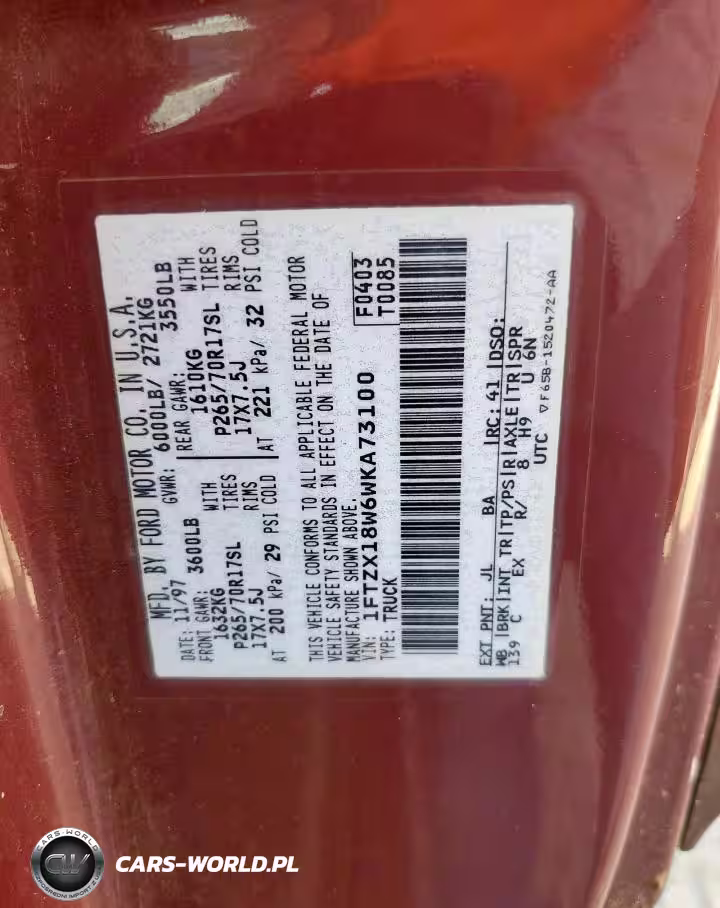 MFD. BY FORD MOTOR CO. IN U.S.A.
DATE: 11/97 GVWR: 6000LB/ 2721KG
FRONT GAWR: 3600LB REAR GAWR: 3550LB
1632KG WITH 1610KG WITH
P265/70R17SL TIRES P265/70R17SL TIRES
17X7.5J RIMS 17X7.5J RIMS
AT 200 kPa/ 29 PSI COLD AT 221 kPa/ 32 PSI COLD
THIS VEHICLE CONFORMS TO ALL APPLICABLE FEDERAL MOTOR
VEHICLE SAFETY STANDARDS IN EFFECT ON THE DATE OF
MANUFACTURE SHOWN ABOVE.
VIN: 1FTZX18W6WKA73100 F0403
TYPE: TRUCK T0085
EXT PNT: JL BA RC: 41 DSO:
WB BRK INT TR TP/PS R AXLE TR SPR
139 C EX R/ 8 H9 U 6N
UTC
▽F65B-1520472-AA
CARS-WORLD
CW
CARS-WORLD.PL